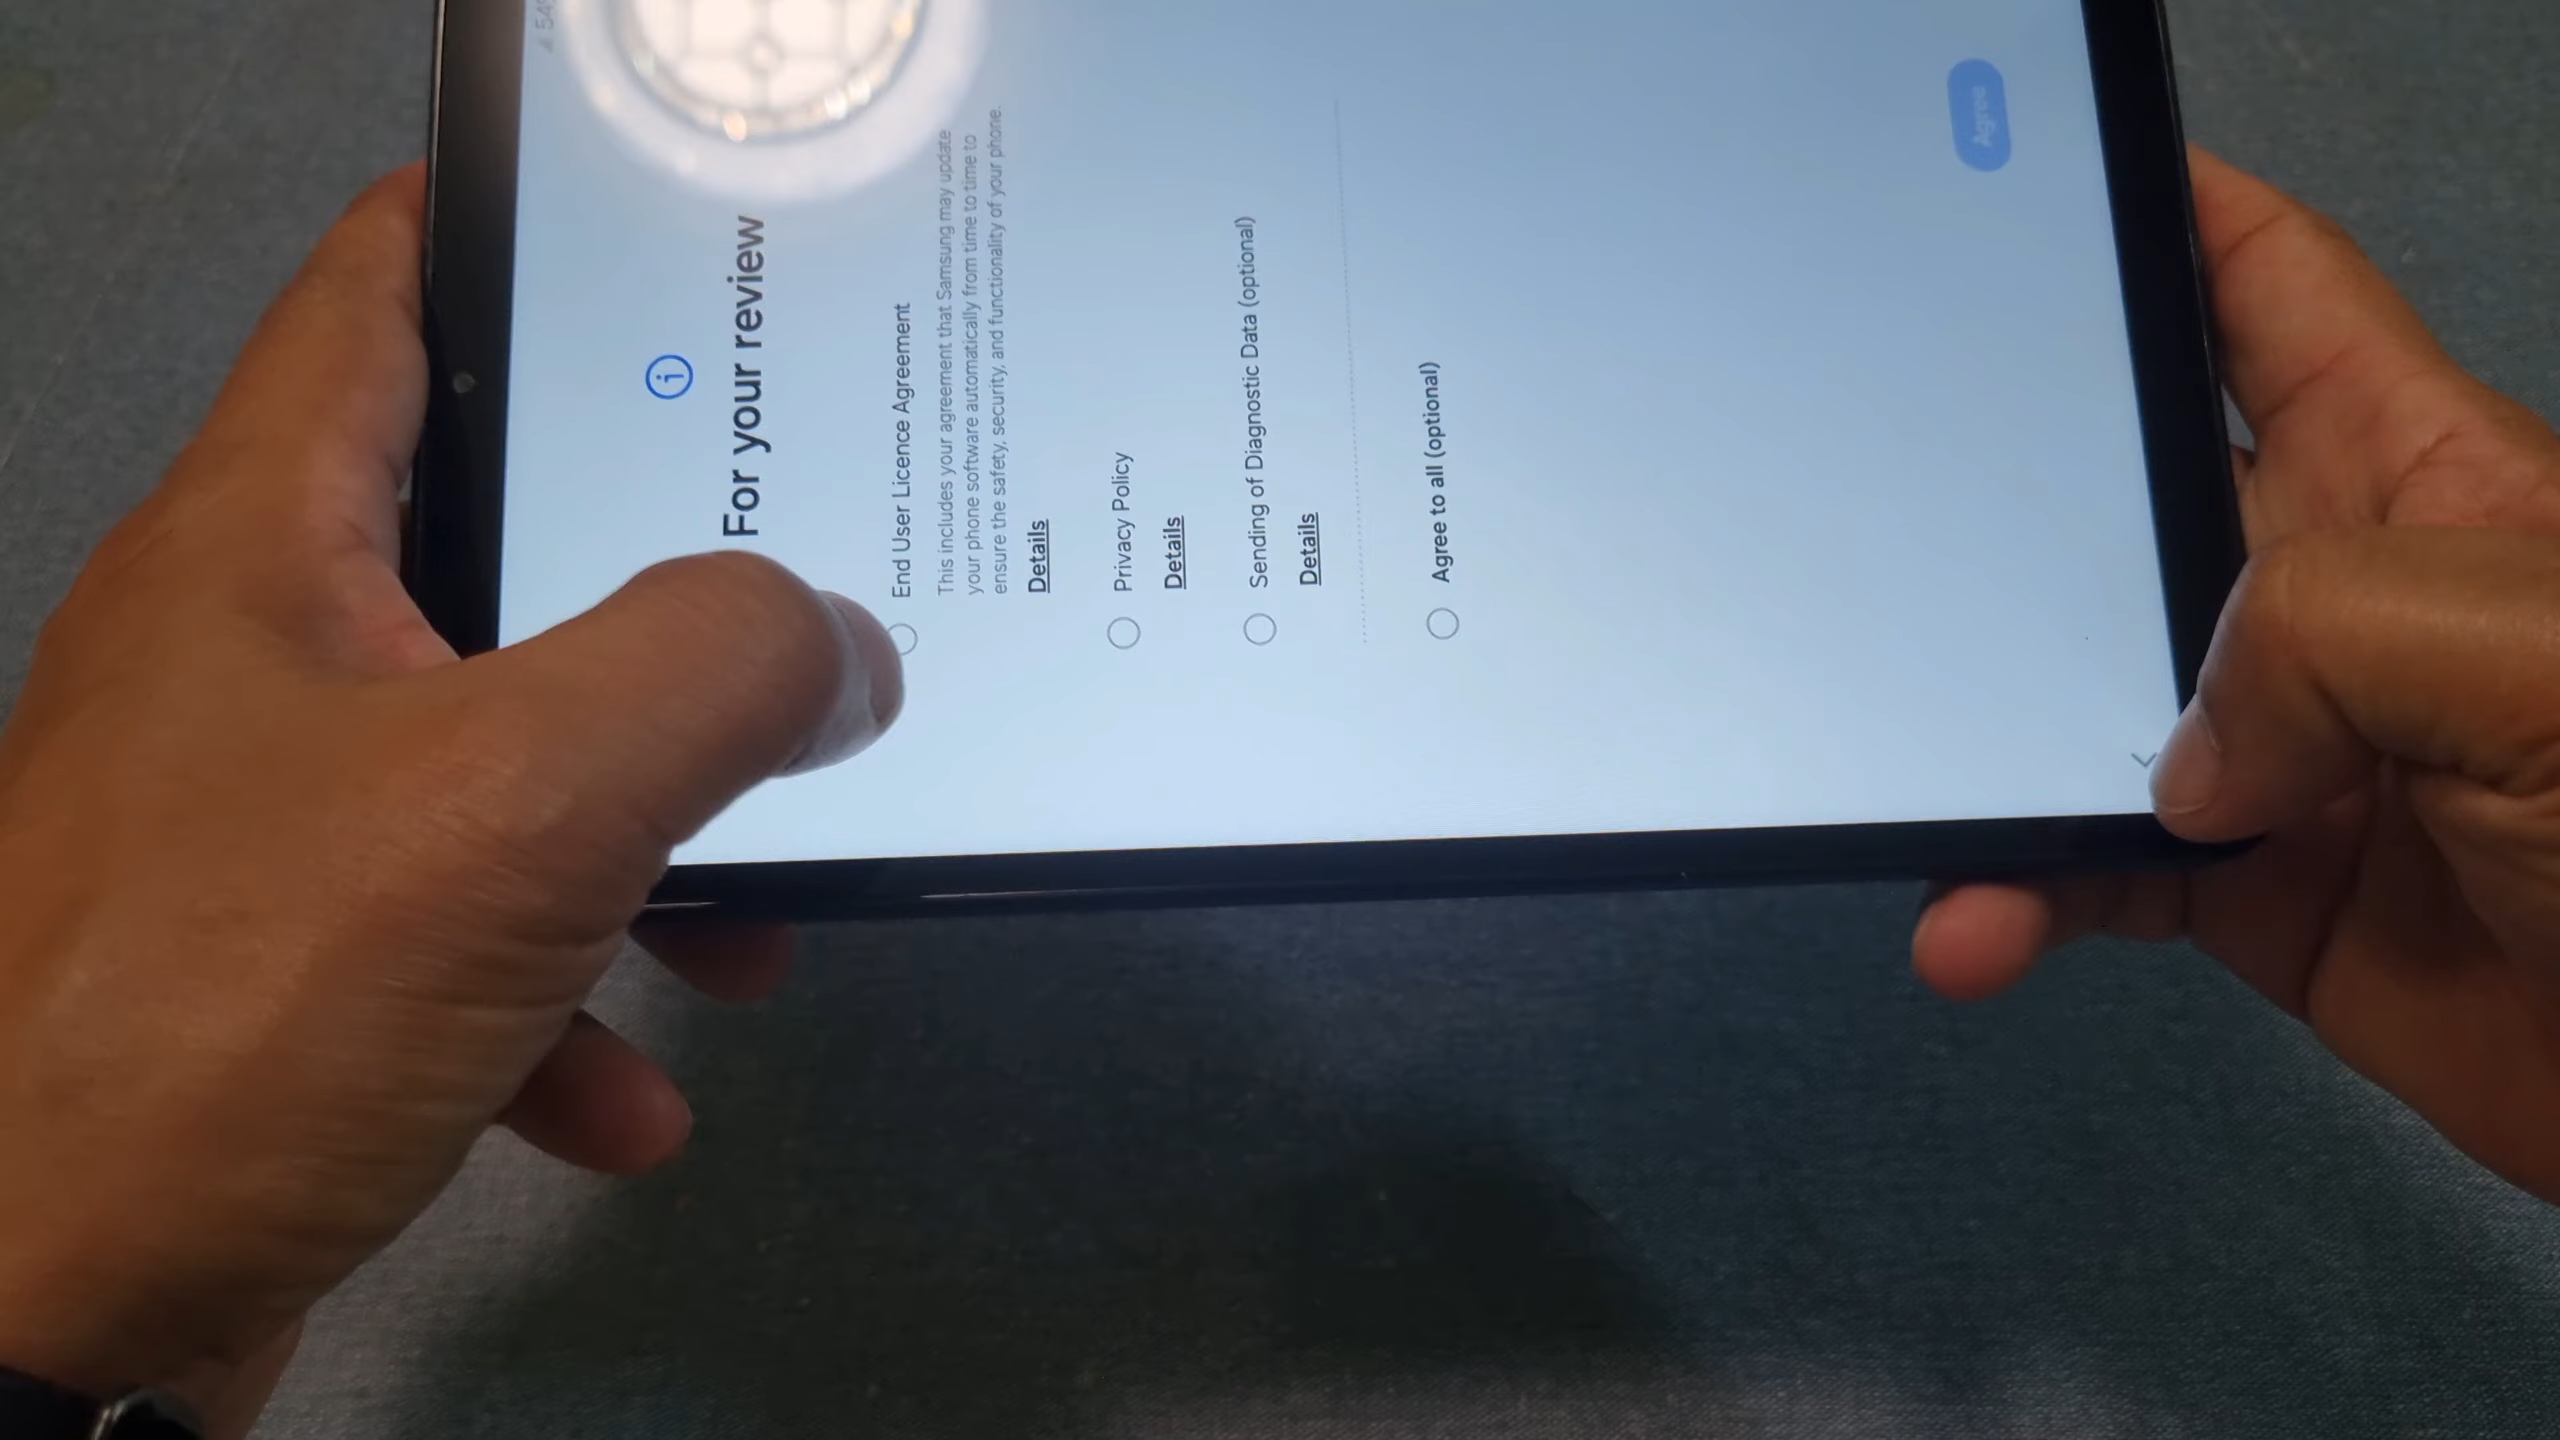 For your review
End User Licence Agreement
This includes your agreement that Samsung may update
your phone software automatically from time to time to
ensure the safety, security, and functionality of your phone.
Details
Privacy Policy
Details
Sending of Diagnostic Data (optional)
Details
Agree to all (optional)
Agree